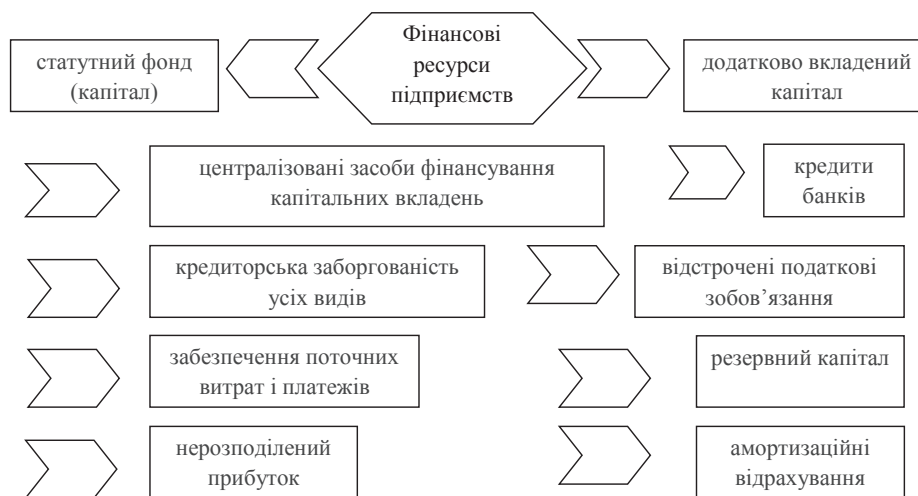 статутний фонд
(капітал)
Фінансові
ресурси
підприємств
додатково вкладений
капітал
централізовані засоби фінансування
капітальних вкладень
кредити
банків
кредиторська заборгованість
усіх видів
відстрочені податкові
зобов’язання
забезпечення поточних
витрат і платежів
резервний капітал
нерозподілений
прибуток
амортизаційні
відрахування